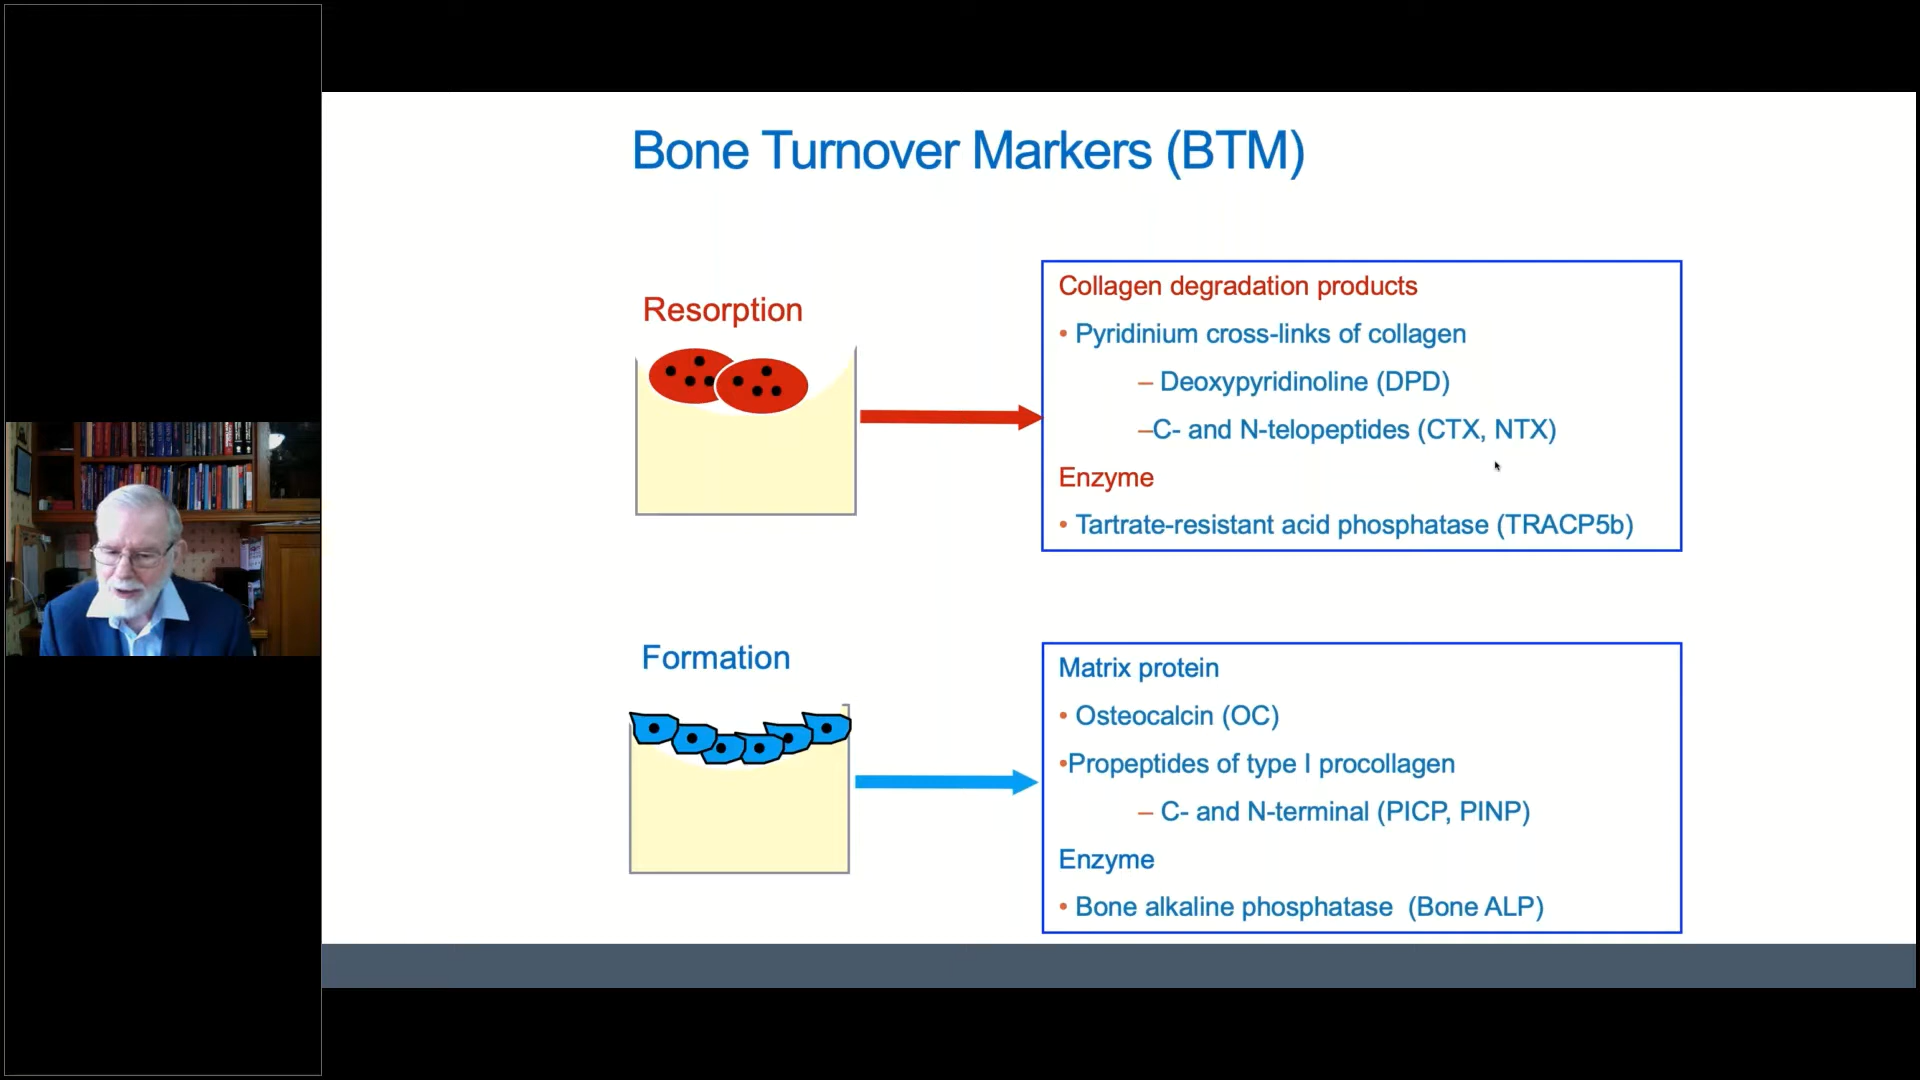 Bone Turnover Markers (BTM)
Resorption
Collagen degradation products
• Pyridinium cross-links of collagen
– Deoxypyridinoline (DPD)
–C- and N-telopeptides (CTX, NTX)
Enzyme
• Tartrate-resistant acid phosphatase (TRACP5b)
Formation
Matrix protein
• Osteocalcin (OC)
•Propeptides of type I procollagen
– C- and N-terminal (PICP, PINP)
Enzyme
• Bone alkaline phosphatase (Bone ALP)